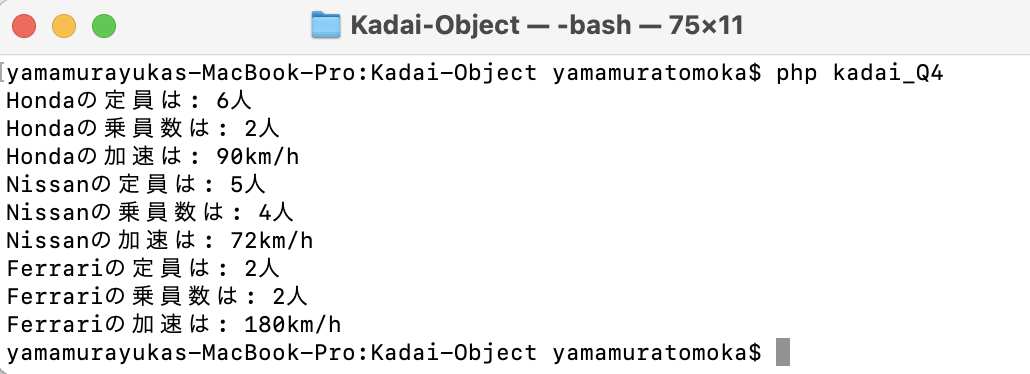 Kadai-Object — -bash — 75×11
[yamamurayukas-MacBook-Pro:Kadai-Object yamamuratomoka$ php kadai_Q4
Hondaの定員は: 6人
Hondaの乗員数は: 2人
Hondaの加速は: 90km/h
Nissanの定員は: 5人
Nissanの乗員数は: 4人
Nissanの加速は: 72km/h
Ferrariの定員は: 2人
Ferrariの乗員数は: 2人
Ferrariの加速は: 180km/h
yamamurayukas-MacBook-Pro:Kadai-Object yamamuratomoka$